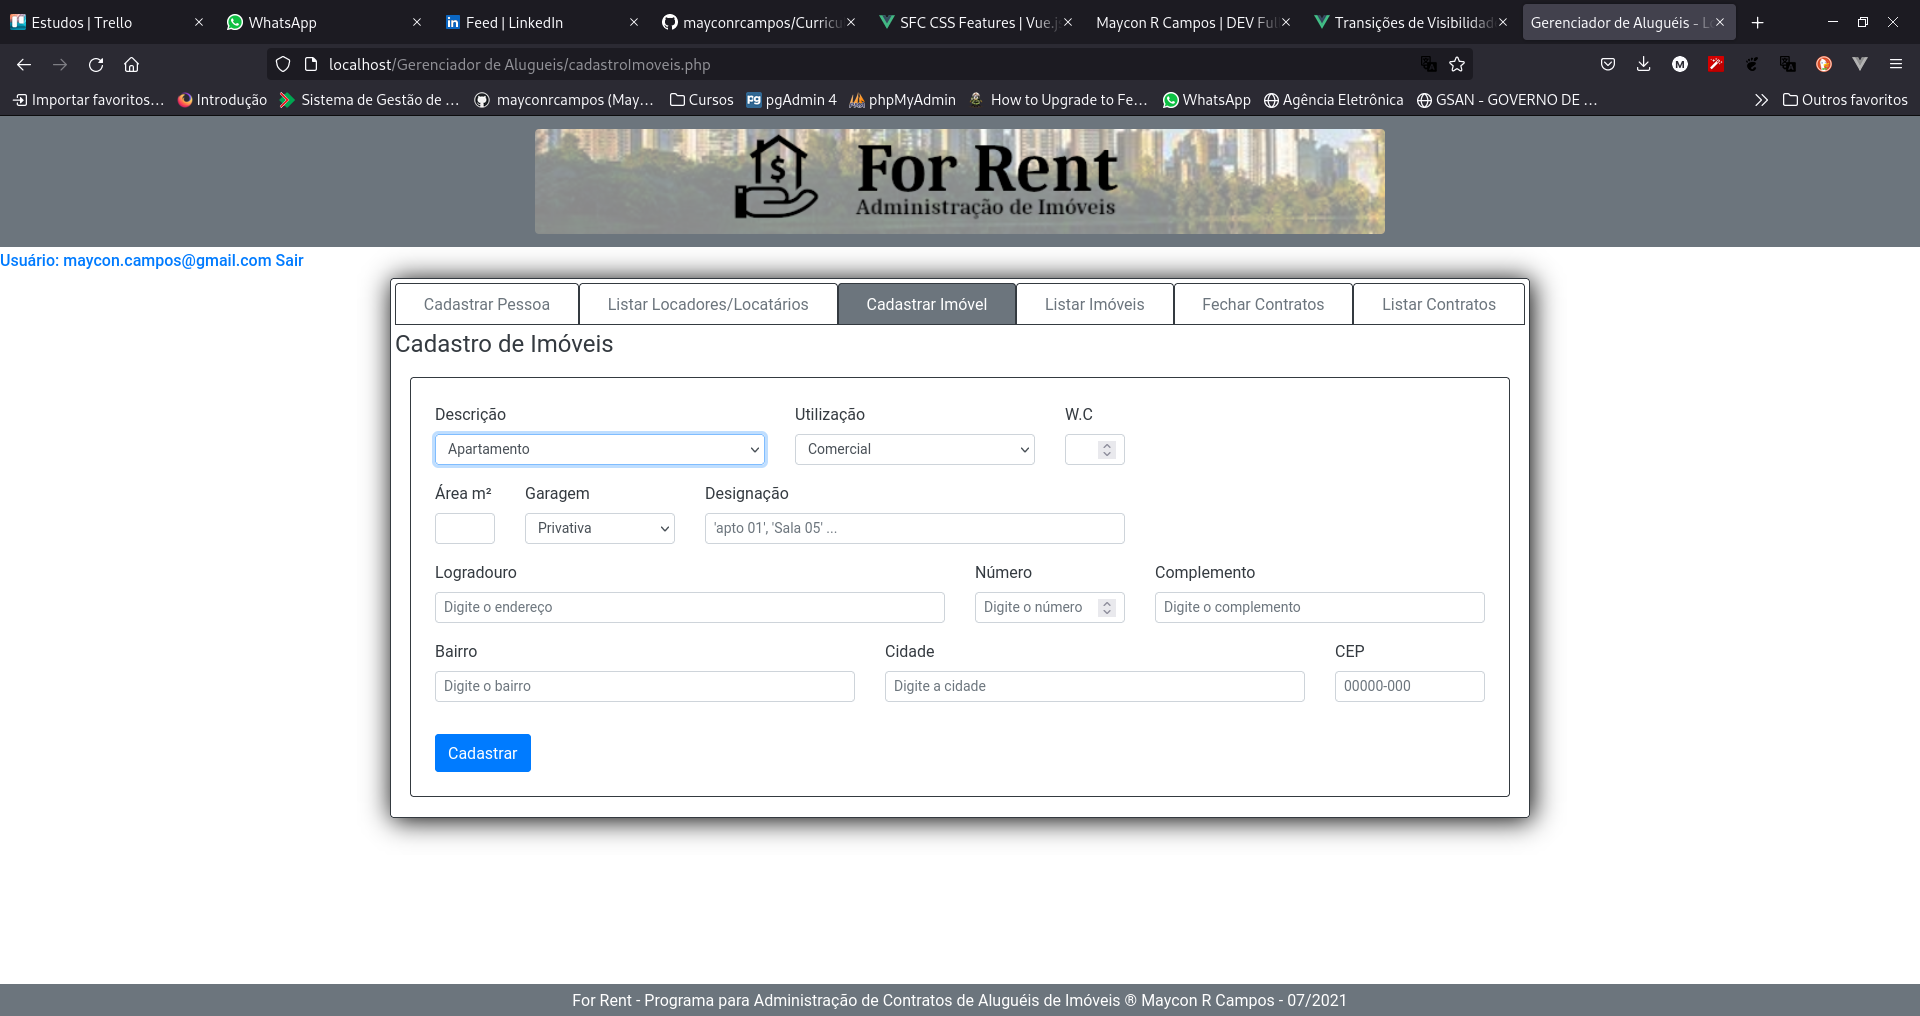 Estudos | Trello
WhatsApp
Feed | LinkedIn
mayconrcampos/Curricu
SFC CSS Features | Vue.j
Maycon R Campos | DEV Ful
Transições de Visibilidad
Gerenciador de Aluguéis - L
localhost/Gerenciador de Alugueis/cadastroImoveis.php
Importar favoritos...
Introdução
Sistema de Gestão de ...
mayconrcampos (May...
Cursos
pgAdmin 4
phpMyAdmin
How to Upgrade to Fe...
WhatsApp
Agência Eletrônica
GSAN - GOVERNO DE ...
Outros favoritos
For Rent
Administração de Imóveis
Usuário: maycon.campos@gmail.com Sair
Cadastrar Pessoa
Listar Locadores/Locatários
Cadastrar Imóvel
Listar Imóveis
Fechar Contratos
Listar Contratos
Cadastro de Imóveis
Descrição
Utilização
W.C
Apartamento
Comercial
Área m²
Garagem
Designação
Privativa
'apto 01', 'Sala 05' ...
Logradouro
Número
Complemento
Digite o endereço
Digite o número
Digite o complemento
Bairro
Cidade
CEP
Digite o bairro
Digite a cidade
00000-000
Cadastrar
For Rent - Programa para Administração de Contratos de Aluguéis de Imóveis ® Maycon R Campos - 07/2021